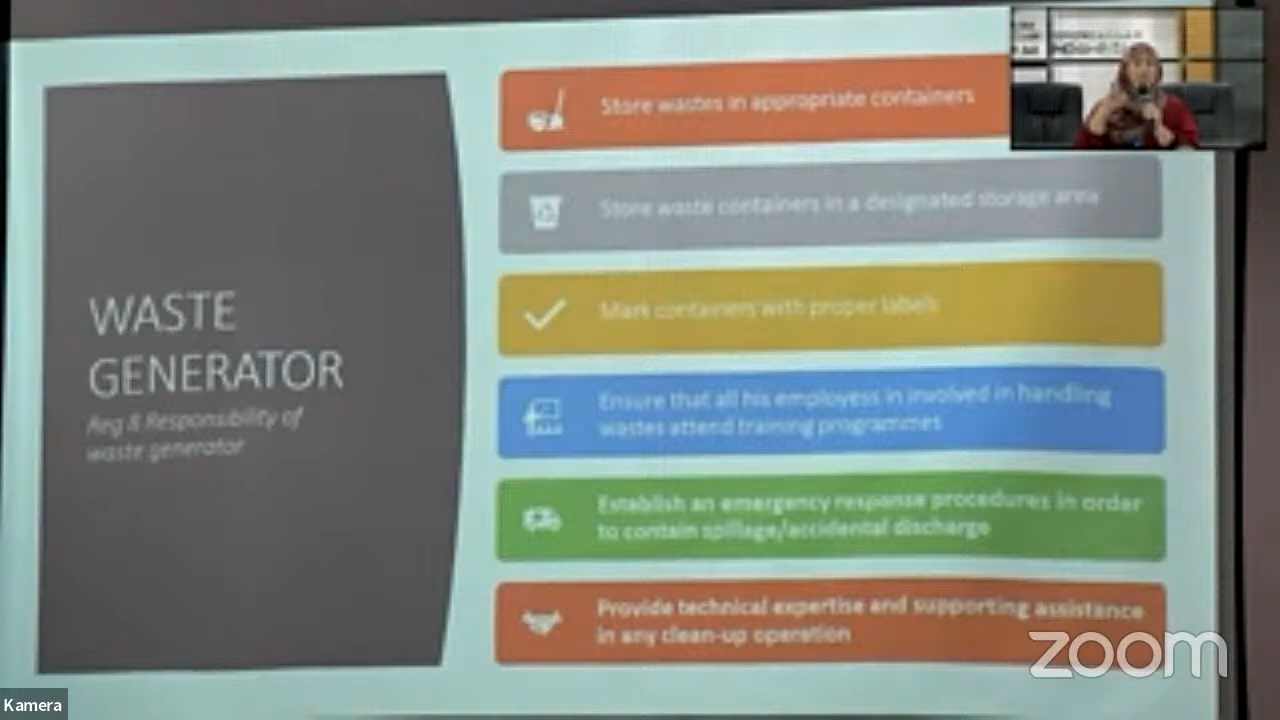 WASTE
GENERATOR
Reg 8 Responsibility of
waste generator
Store wastes in appropriate containers
Store waste containers in a designated storage area
Mark containers with proper labels
Ensure that all his employess in involved in handling
wastes attend training programmes
Establish an emergency response procedures in order
to contain spillage/accidental discharge
Provide technical expertise and supporting assistance
in any clean-up operation
zoom
Kamera